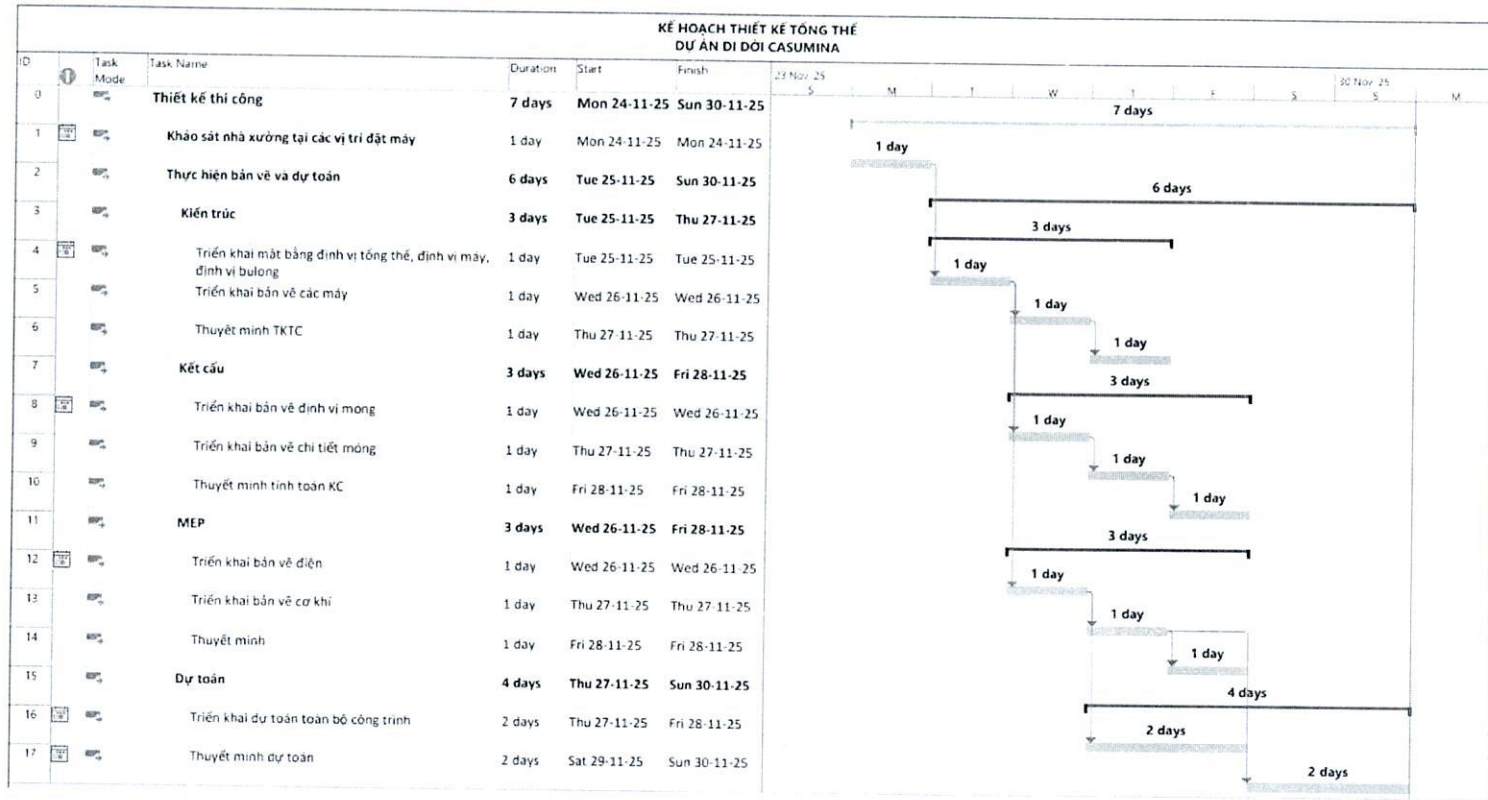 KẾ HOẠCH THIẾT KẾ TỔNG THỂ
DỰ ÁN DI DỜI CASUMINA
ID Task Mode Task Name Duration Start Finish 23 Nov 25 30 Nov 25
S M T W T F S S M
0 Thiết kế thi công 7 days Mon 24-11-25 Sun 30-11-25 7 days
1 Khảo sát nhà xưởng tại các vị trí đặt máy 1 day Mon 24-11-25 Mon 24-11-25 1 day
2 Thực hiện bản vẽ và dự toán 6 days Tue 25-11-25 Sun 30-11-25 6 days
3 Kiến trúc 3 days Tue 25-11-25 Thu 27-11-25 3 days
4 Triển khai mặt bằng định vị tổng thể, định vị máy, 1 day Tue 25-11-25 Tue 25-11-25 1 day
định vị bulong
5 Triển khai bản vẽ các máy 1 day Wed 26-11-25 Wed 26-11-25 1 day
6 Thuyết minh TKTC 1 day Thu 27-11-25 Thu 27-11-25 1 day
7 Kết cấu 3 days Wed 26-11-25 Fri 28-11-25 3 days
8 Triển khai bản vẽ định vị móng 1 day Wed 26-11-25 Wed 26-11-25 1 day
9 Triển khai bản vẽ chi tiết móng 1 day Thu 27-11-25 Thu 27-11-25 1 day
10 Thuyết minh tính toán KC 1 day Fri 28-11-25 Fri 28-11-25 1 day
11 MEP 3 days Wed 26-11-25 Fri 28-11-25 3 days
12 Triển khai bản vẽ điện 1 day Wed 26-11-25 Wed 26-11-25 1 day
13 Triển khai bản vẽ cơ khí 1 day Thu 27-11-25 Thu 27-11-25 1 day
14 Thuyết minh 1 day Fri 28-11-25 Fri 28-11-25 1 day
15 Dự toán 4 days Thu 27-11-25 Sun 30-11-25 4 days
16 Triển khai dự toán toàn bộ công trình 2 days Thu 27-11-25 Fri 28-11-25 2 days
17 Thuyết minh dự toán 2 days Sat 29-11-25 Sun 30-11-25 2 days